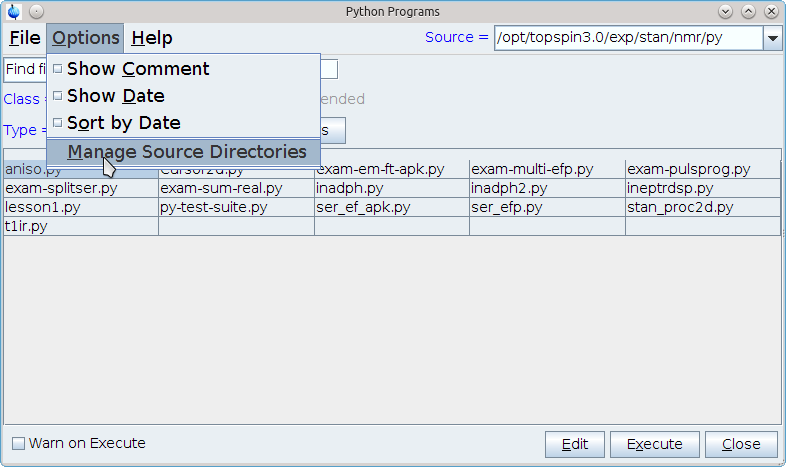 Python Programs
File Options Help Source = /opt/topspin3.0/exp/stan/nmr/py
Find fi
Show Comment
Class = ended
Show Date
Sort by Date
Type = s
Manage Source Directories
aniso.py cursor2d.py exam-em-ft-apk.py exam-multi-efp.py exam-pulsprog.py
exam-splitser.py exam-sum-real.py inadph.py inadph2.py ineptrdsp.py
lesson1.py py-test-suite.py ser_ef_apk.py ser_efp.py stan_proc2d.py
t1ir.py
Warn on Execute Edit Execute Close